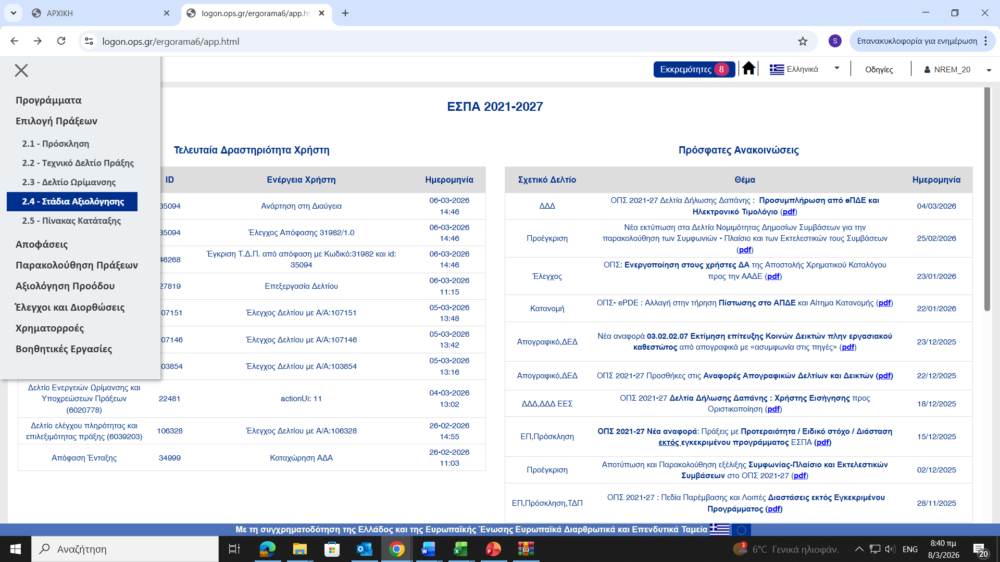 ΑΡΧΙΚΗ
logon.ops.gr/ergorama6/app.ht
logon.ops.gr/ergorama6/app.html
S
Επανακυκλοφορία για ενημέρωση
Εκκρεμότητες 8
Ελληνικά
Οδηγίες
NREM_20
Προγράμματα
Επιλογή Πράξεων
2.1 - Πρόσκληση
2.2 - Τεχνικό Δελτίο Πράξης
2.3 - Δελτίο Ωρίμανσης
2.4 - Στάδια Αξιολόγησης
2.5 - Πίνακας Κατάταξης
Αποφάσεις
Παρακολούθηση Πράξεων
Αξιολόγηση Προόδου
Έλεγχοι και Διορθώσεις
Χρηματορροές
Βοηθητικές Εργασίες
ΕΣΠΑ 2021-2027
Τελευταία Δραστηριότητα Χρήστη
ID Ενέργεια Χρήστη Ημερομηνία
35094 Ανάρτηση στη Διαύγεια 06-03-2026
14:46
35094 Έλεγχος Απόφασης 31982/1.0 06-03-2026
14:46
46268 Έγκριση Τ.Δ.Π. από απόφαση με Κωδικό:31982 και id:
35094 06-03-2026
14:46
27819 Επεξεργασία Δελτίου 06-03-2026
11:15
07151 Έλεγχος Δελτίου με Α/Α:107151 05-03-2026
13:48
07146 Έλεγχος Δελτίου με Α/Α:107146 05-03-2026
13:42
03854 Έλεγχος Δελτίου με Α/Α:103854 05-03-2026
13:16
Δελτίο Ενεργειών Ωρίμανσης και
Υποχρεώσεων Πράξεων
(6020778) 22481 actionUi: 11 04-03-2026
13:02
Δελτίο ελέγχου πληρότητας και
επιλεξιμότητας πράξης (6039203) 106328 Έλεγχος Δελτίου με Α/Α:106328 26-02-2026
14:55
Απόφαση Ένταξης 34999 Καταχώρηση ΑΔΑ 26-02-2026
11:03
Πρόσφατες Ανακοινώσεις
Σχετικό Δελτίο Θέμα Ημερομηνία
ΔΔΔ ΟΠΣ 2021-27 Δελτία Δήλωσης Δαπάνης : Προσυμπλήρωση από eΠΔΕ και
Ηλεκτρονικό Τιμολόγιο (pdf) 04/03/2026
Προέγκριση Νέα εκτύπωση στα Δελτία Νομιμότητας Δημοσίων Συμβάσεων για την
παρακολούθηση των Συμφωνιών - Πλαίσιο και των Εκτελεστικών τους Συμβάσεων
(pdf) 25/02/2026
Έλεγχος ΟΠΣ: Ενεργοποίηση στους χρήστες ΔΑ της Αποστολής Χρηματικού Καταλόγου
προς την ΑΑΔΕ (pdf) 23/01/2026
Κατανομή ΟΠΣ- ePDE : Αλλαγή στην τήρηση Πίστωσης στο ΑΠΔΕ και Αίτημα Κατανομής (pdf) 22/01/2026
Απογραφικό,ΔΕΔ Νέα αναφορά 03.02.02.07 Εκτίμηση επίτευξης Κοινών Δεικτών πλην εργασιακού
καθεστώτος από απογραφικά με «ασυμφωνία στις πηγές» (pdf) 23/12/2025
Απογραφικό,ΔΕΔ ΟΠΣ 2021-27 Προσθήκες στις Αναφορές Απογραφικών Δελτίων και Δεικτών (pdf) 22/12/2025
ΔΔΔ,ΔΔΔ ΕΕΣ ΟΠΣ 2021-27 Δελτία Δήλωσης Δαπάνης : Χρήστης Εισήγησης προς
Οριστικοποίηση (pdf) 18/12/2025
ΕΠ,Πρόσκληση ΟΠΣ 2021-27 Νέα αναφορά: Πράξεις με Προτεραιότητα / Ειδικό στόχο / Διάσταση
εκτός εγκεκριμένου προγράμματος ΕΣΠΑ (pdf) 15/12/2025
Προέγκριση Αποτύπωση και Παρακολούθηση εξέλιξης Συμφωνίας-Πλαίσιο και Εκτελεστικών
Συμβάσεων στο ΟΠΣ 2021-27 (pdf) 02/12/2025
ΕΠ,Πρόσκληση,ΤΔΠ ΟΠΣ 2021-27 : Πεδία Παρέμβασης και Λοιπές Διαστάσεις εκτός Εγκεκριμένου
Προγράμματος (pdf) 28/11/2025
Με τη συγχρηματοδότηση της Ελλάδος και της Ευρωπαϊκής Ένωσης Ευρωπαϊκά Διαρθρωτικά και Επενδυτικά Ταμεία
Αναζήτηση
3
6°C Γενικά ηλιοφάν.
ENG
8:40 πμ
8/3/2026
20